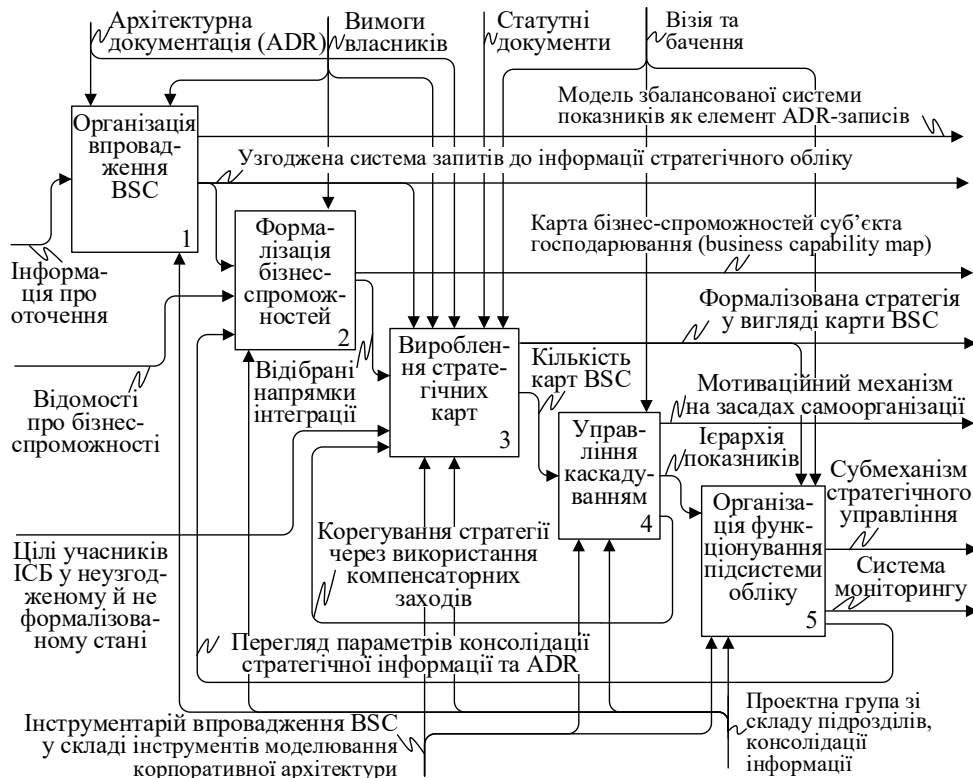 Архітектурна
документація (ADR)
Вимоги
власників
Статутні
документи
Візія та
бачення
Організація
впровад-
ження
BSC
1
Модель збалансованої системи
показників як елемент ADR-записів
Узгоджена система запитів до інформації стратегічного обліку
Форма-
лізація
бізнес-
спромож-
ностей
2
Карта бізнес-спроможностей суб’єкта
господарювання (business capability map)
Інформа-
ція про
оточення
Формалізована стратегія
у вигляді карти BSC
Вироблен-
ня страте-
гічних
карт
3
Відібрані
напрямки
інтеграції
Кількість
карт BSC
Мотиваційний механізм
на засадах самоорганізації
Відомості
про бізнес-
спроможності
Управ-
ління
каскаду-
ванням
4
Ієрархія
показників
Субмеханізм
стратегічного
управління
Організа-
ція функ-
ціонування
підсистеми
обліку
5
Система
моніторингу
Корегування стратегії
через використання
компенсаторних
заходів
Цілі учасників
ІСБ у неузгод-
женому й не
формалізова-
ному стані
Перегляд параметрів консолідації
стратегічної інформації та ADR
Інструментарій впровадження BSC
у складі інструментів моделювання
корпоративної архітектури
Проектна група зі
складу підрозділів,
консолідації
інформації